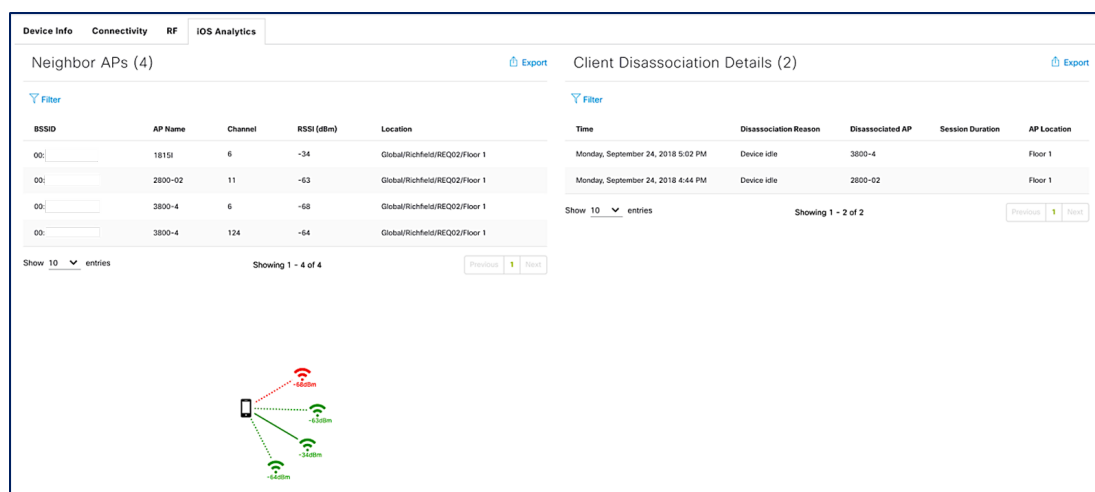 Device Info Connectivity RF iOS Analytics
Neighbor APs (4) Export
Filter
BSSID AP Name Channel RSSI (dBm) Location
00: 1815I 6 -34 Global/Richfield/REQ02/Floor 1
00: 2800-02 11 -63 Global/Richfield/REQ02/Floor 1
00: 3800-4 6 -68 Global/Richfield/REQ02/Floor 1
00: 3800-4 124 -64 Global/Richfield/REQ02/Floor 1
Show 10 entries Showing 1 - 4 of 4 Previous 1 Next
Client Disassociation Details (2) Export
Filter
Time Disassociation Reason Disassociated AP Session Duration AP Location
Monday, September 24, 2018 5:02 PM Device idle 3800-4 Floor 1
Monday, September 24, 2018 4:44 PM Device idle 2800-02 Floor 1
Show 10 entries Showing 1 - 2 of 2 Previous 1 Next
-68dBm
-63dBm
-34dBm
-64dBm